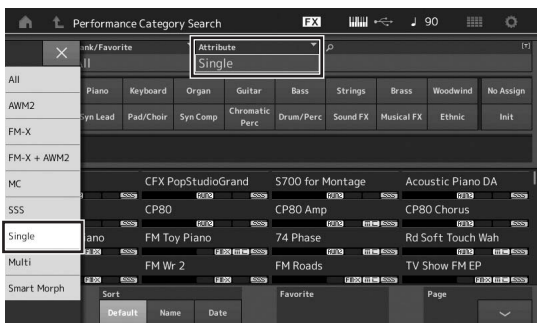 Performance Category Search FX 90
ank/Favorite Attribute
ll Single
All
AWM2
FM-X
FM-X + AWM2
MC
SSS
Single
Multi
Smart Morph
Piano Keyboard Organ Guitar Bass Strings Brass Woodwind No Assign
Syn Lead Pad/Choir Syn Comp Chromatic Perc Drum/Perc Sound FX Musical FX Ethnic Init
CFX PopStudioGrand S700 for Montage Acoustic Piano DA
CP80 CP80 Amp CP80 Chorus
iano FM Toy Piano 74 Phase Rd Soft Touch Wah
FM Wr 2 FM Roads TV Show FM EP
Sort Favorite Page
Default Name Date